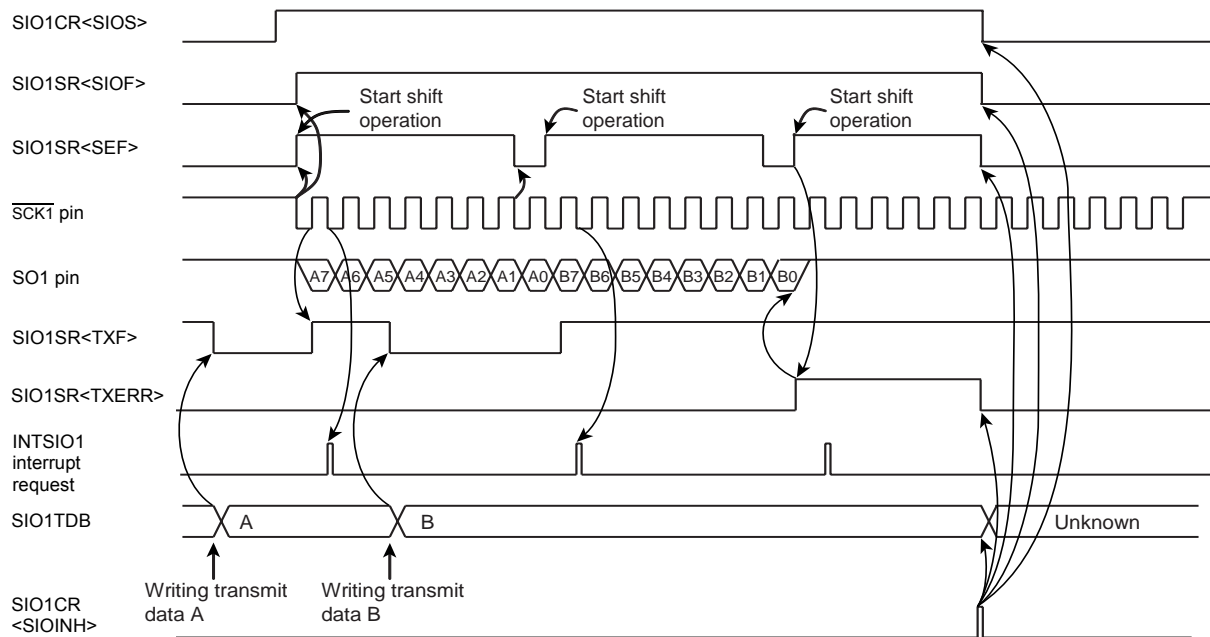 SIO1CR<SIOS>
SIO1SR<SIOF>
Start shift
operation
Start shift
operation
Start shift
operation
SIO1SR<SEF>
SCK1 pin
SO1 pin
A7 A6 A5 A4 A3 A2 A1 A0 B7 B6 B5 B4 B3 B2 B1 B0
SIO1SR<TXF>
SIO1SR<TXERR>
INTSIO1
interrupt
request
SIO1TDB
A
B
Unknown
Writing transmit
data A
Writing transmit
data B
SIO1CR
<SIOINH>